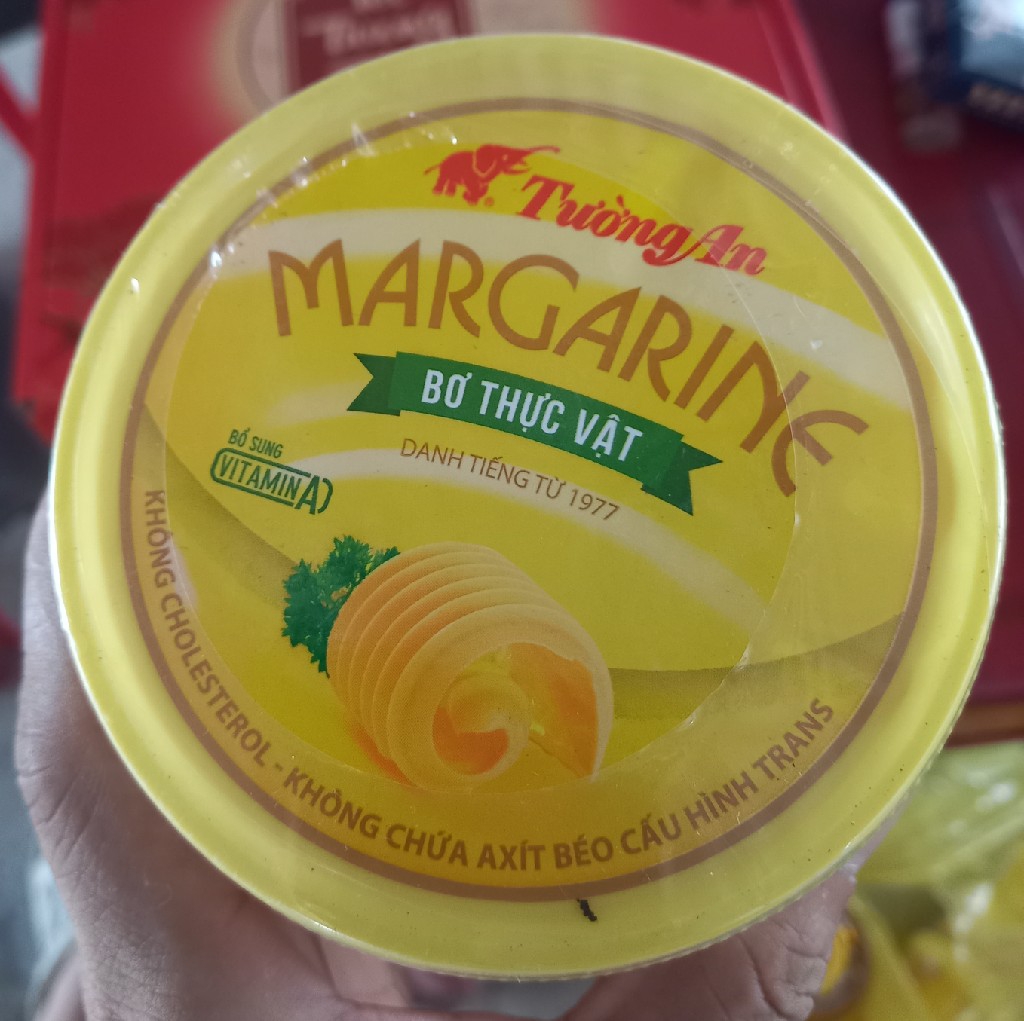 Tường An
MARGARINE
BƠ THỰC VẬT
DANH TIẾNG TỪ 1977
BỔ SUNG
VITAMIN A
KHÔNG CHOLESTEROL - KHÔNG CHỨA AXÍT BÉO CẤU HÌNH TRANS